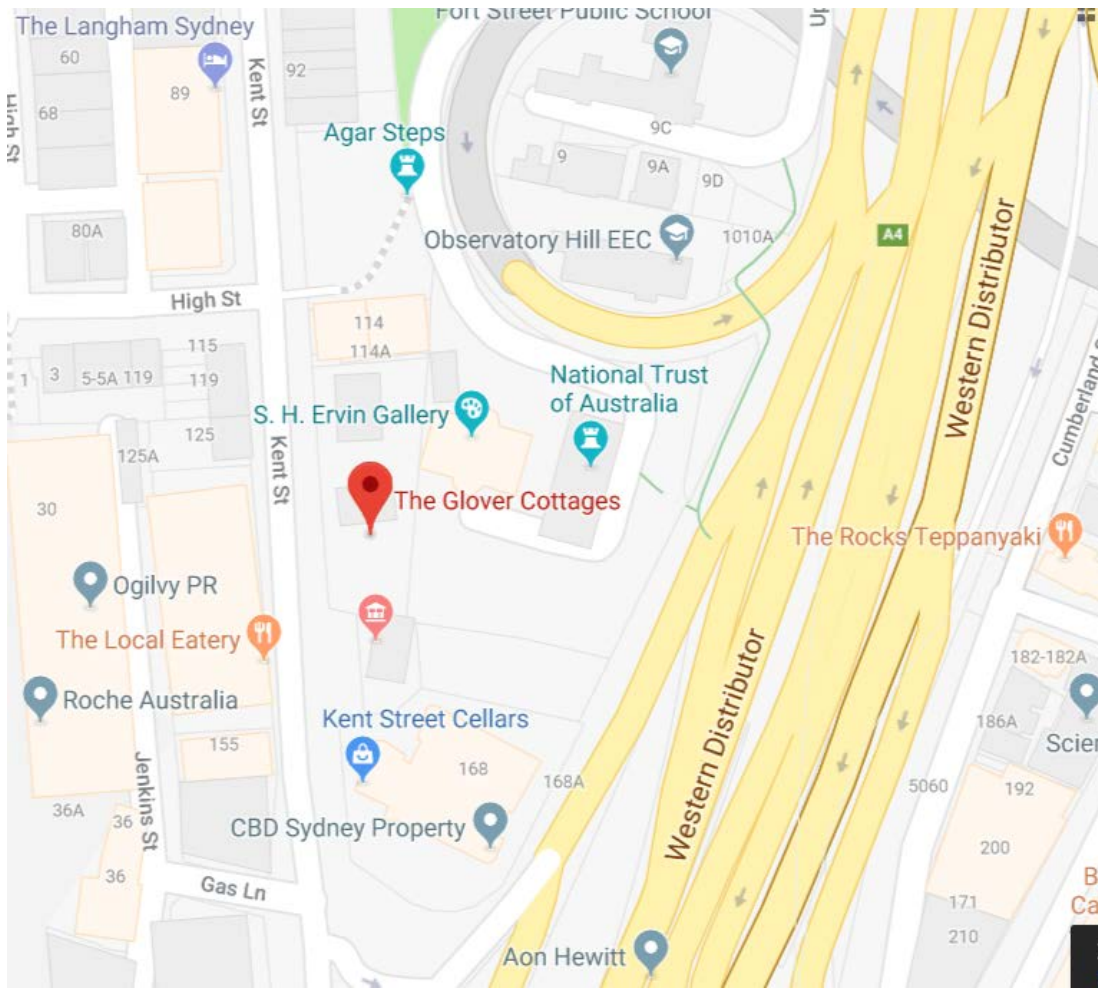 Fort Street Public School
The Langham Sydney
60
89
92
Kent St
68
High St
9C
Agar Steps
9
9A
9D
80A
Observatory Hill EEC
1010A
A4
Western Distributor
High St
114
114A
115
1
3
5-5A
119
119
National Trust
of Australia
S. H. Ervin Gallery
125
125A
Kent St
Cumberland
30
The Glover Cottages
The Rocks Teppanyaki
Ogilvy PR
The Local Eatery
Western Distributor
182-182A
Roche Australia
Kent Street Cellars
186A
155
168
168A
Jenkins St
5060
192
36A
36
CBD Sydney Property
36
200
Gas Ln
171
210
Aon Hewitt